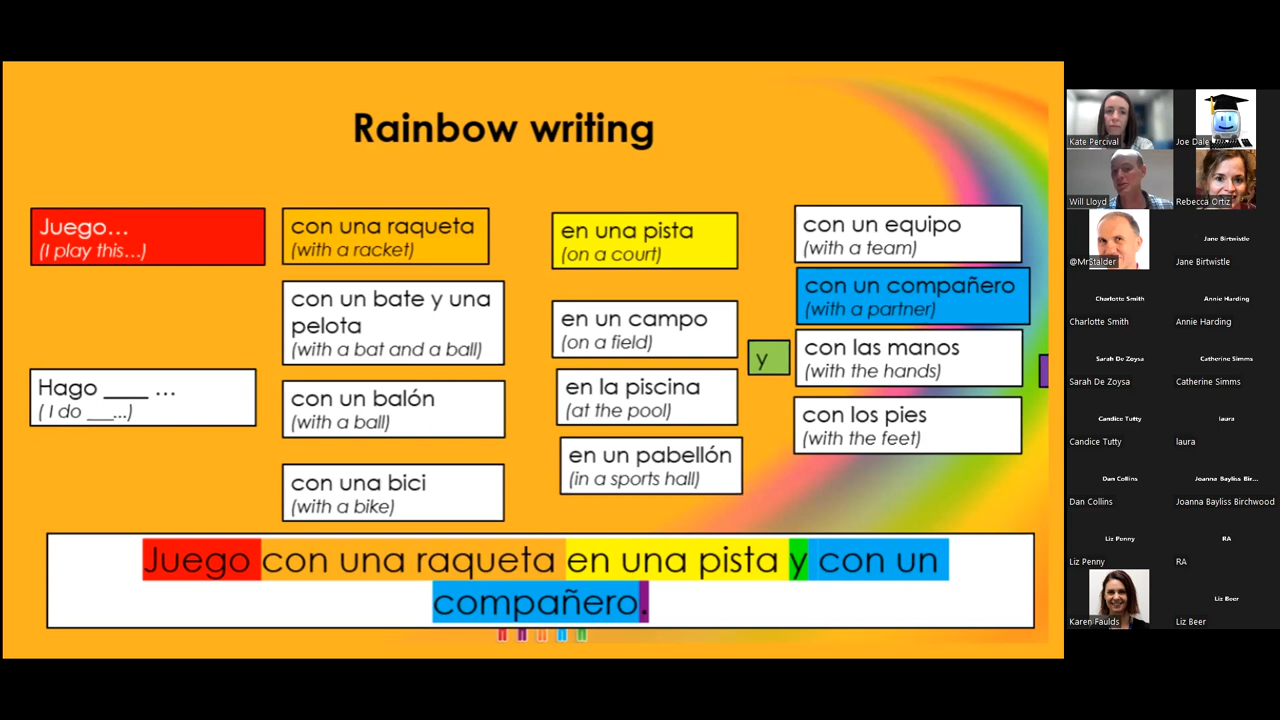 Rainbow writing
Juego...
(I play this...)
Hago ____ ...
( I do ___...)
con una raqueta
(with a racket)
con un bate y una
pelota
(with a bat and a ball)
con un balón
(with a ball)
con una bici
(with a bike)
en una pista
(on a court)
en un campo
(on a field)
en la piscina
(at the pool)
en un pabellón
(in a sports hall)
y
con un equipo
(with a team)
con un compañero
(with a partner)
con las manos
(with the hands)
con los pies
(with the feet)
Juego con una raqueta en una pista y con un
compañero.
Kate Percival
Joe Dale
Will Lloyd
Rebecca Ortiz
@MrStalder
Jane Birtwistle
Jane Birtwistle
Charlotte Smith
Charlotte Smith
Annie Harding
Annie Harding
Sarah De Zoysa
Sarah De Zoysa
Catherine Simms
Catherine Simms
Candice Tutty
Candice Tutty
laura
laura
Dan Collins
Dan Collins
Joanna Bayliss Bir...
Joanna Bayliss Birchwood
Liz Penny
Liz Penny
RA
RA
Karen Faulds
Liz Beer
Liz Beer